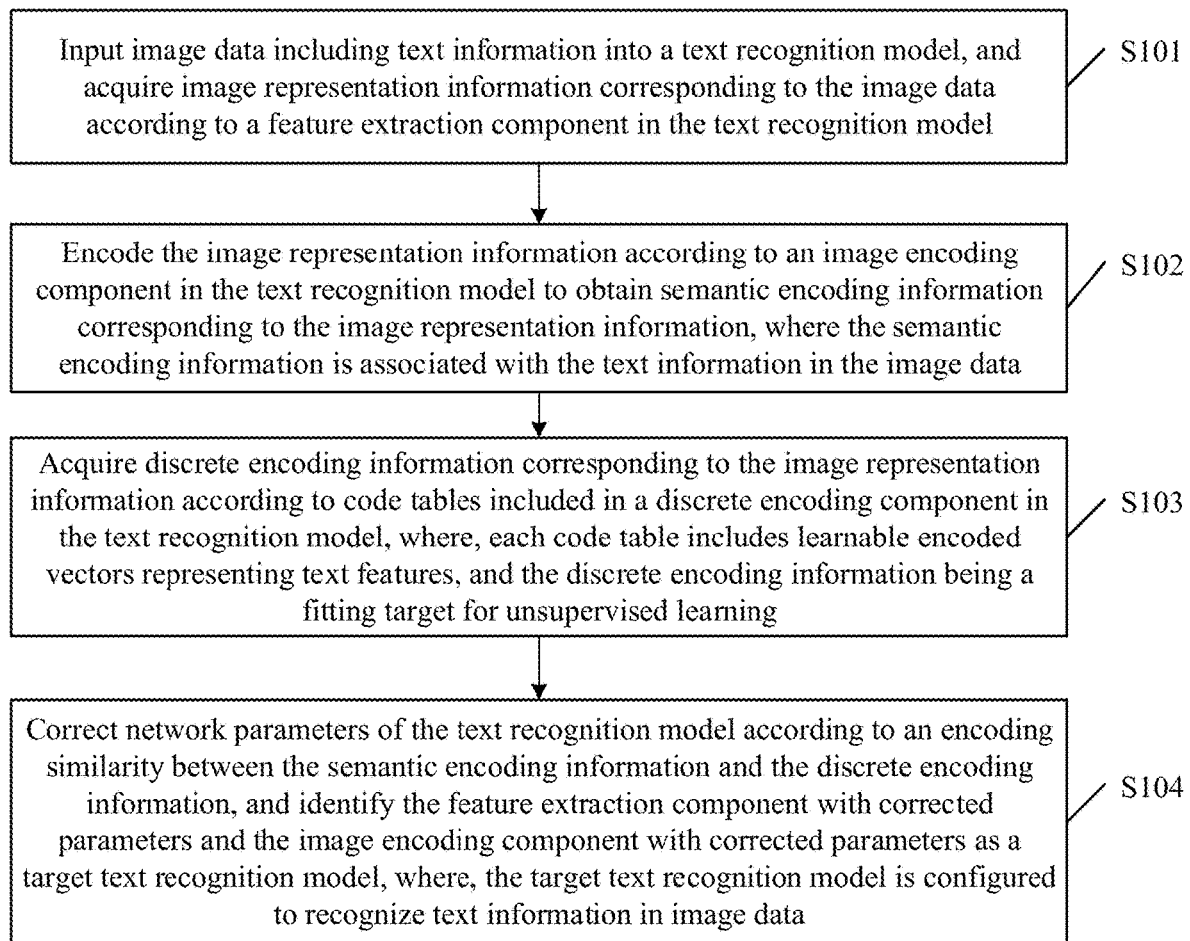 Input image data including text information into a text recognition model, and
acquire image representation information corresponding to the image data
according to a feature extraction component in the text recognition model
S101
Encode the image representation information according to an image encoding
component in the text recognition model to obtain semantic encoding information
corresponding to the image representation information, where the semantic
encoding information is associated with the text information in the image data
S102
Acquire discrete encoding information corresponding to the image representation
information according to code tables included in a discrete encoding component in
the text recognition model, where, each code table includes learnable encoded
vectors representing text features, and the discrete encoding information being a
fitting target for unsupervised learning
S103
Correct network parameters of the text recognition model according to an encoding
similarity between the semantic encoding information and the discrete encoding
information, and identify the feature extraction component with corrected
parameters and the image encoding component with corrected parameters as a
target text recognition model, where, the target text recognition model is configured
to recognize text information in image data
S104